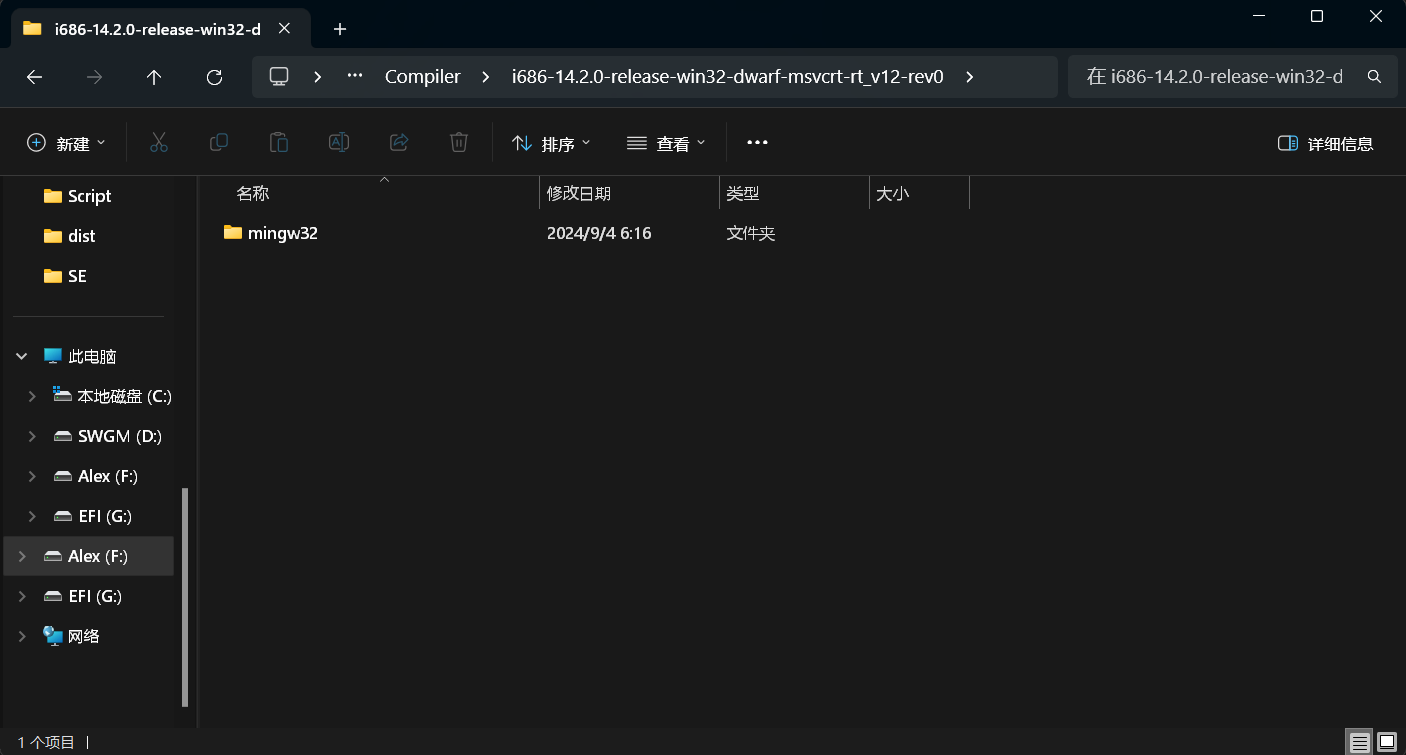 i686-14.2.0-release-win32-d
Compiler
i686-14.2.0-release-win32-dwarf-msvcrt-rt_v12-rev0
在 i686-14.2.0-release-win32-d
新建
排序
查看
详细信息
Script
dist
SE
此电脑
本地磁盘 (C:)
SWGM (D:)
Alex (F:)
EFI (G:)
Alex (F:)
EFI (G:)
网络
名称 修改日期 类型 大小
mingw32 2024/9/4 6:16 文件夹
1 个项目